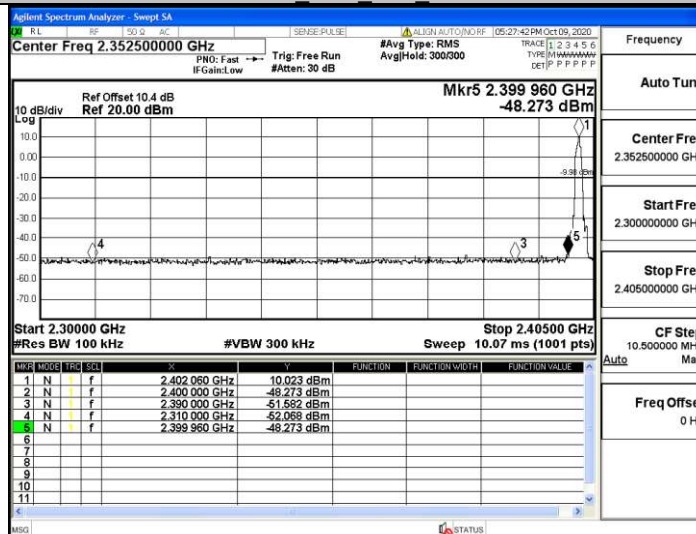 Agilent Spectrum Analyzer - Swept SA
RL RF 50 Ω AC SENSE:PULSE ALIGN AUTO/NO RF 05:27:42 PM Oct 09, 2020
Center Freq 2.352500000 GHz
PNO: Fast
IFGain:Low
Trig: Free Run
#Atten: 30 dB
#Avg Type: RMS
Avg|Hold: 300/300
TRACE 1 2 3 4 5 6
TYPE MWWWWW
DET P P P P P P
Ref Offset 10.4 dB
10 dB/div Ref 20.00 dBm
Log
Mkr5 2.399 960 GHz
-48.273 dBm
10.0
0.00
-10.0
-20.0
-30.0
-40.0
-50.0
-60.0
-70.0
1
-9.98 dBm
4
3
5
Start 2.30000 GHz Stop 2.40500 GHz
#Res BW 100 kHz #VBW 300 kHz Sweep 10.07 ms (1001 pts)
MKR MODE TRC SCL X Y FUNCTION FUNCTION WIDTH FUNCTION VALUE
1 N 1 f 2.402 060 GHz 10.023 dBm
2 N 1 f 2.400 000 GHz -48.273 dBm
3 N 1 f 2.390 000 GHz -51.582 dBm
4 N 1 f 2.310 000 GHz -52.068 dBm
5 N 1 f 2.399 960 GHz -48.273 dBm
6
7
8
9
10
11
MSG STATUS
Frequency
Auto Tun
Center Fre
2.352500000 GH
Start Fre
2.300000000 GH
Stop Fre
2.405000000 GH
CF Ste
10.500000 MH
Auto Ma
Freq Offse
0 H